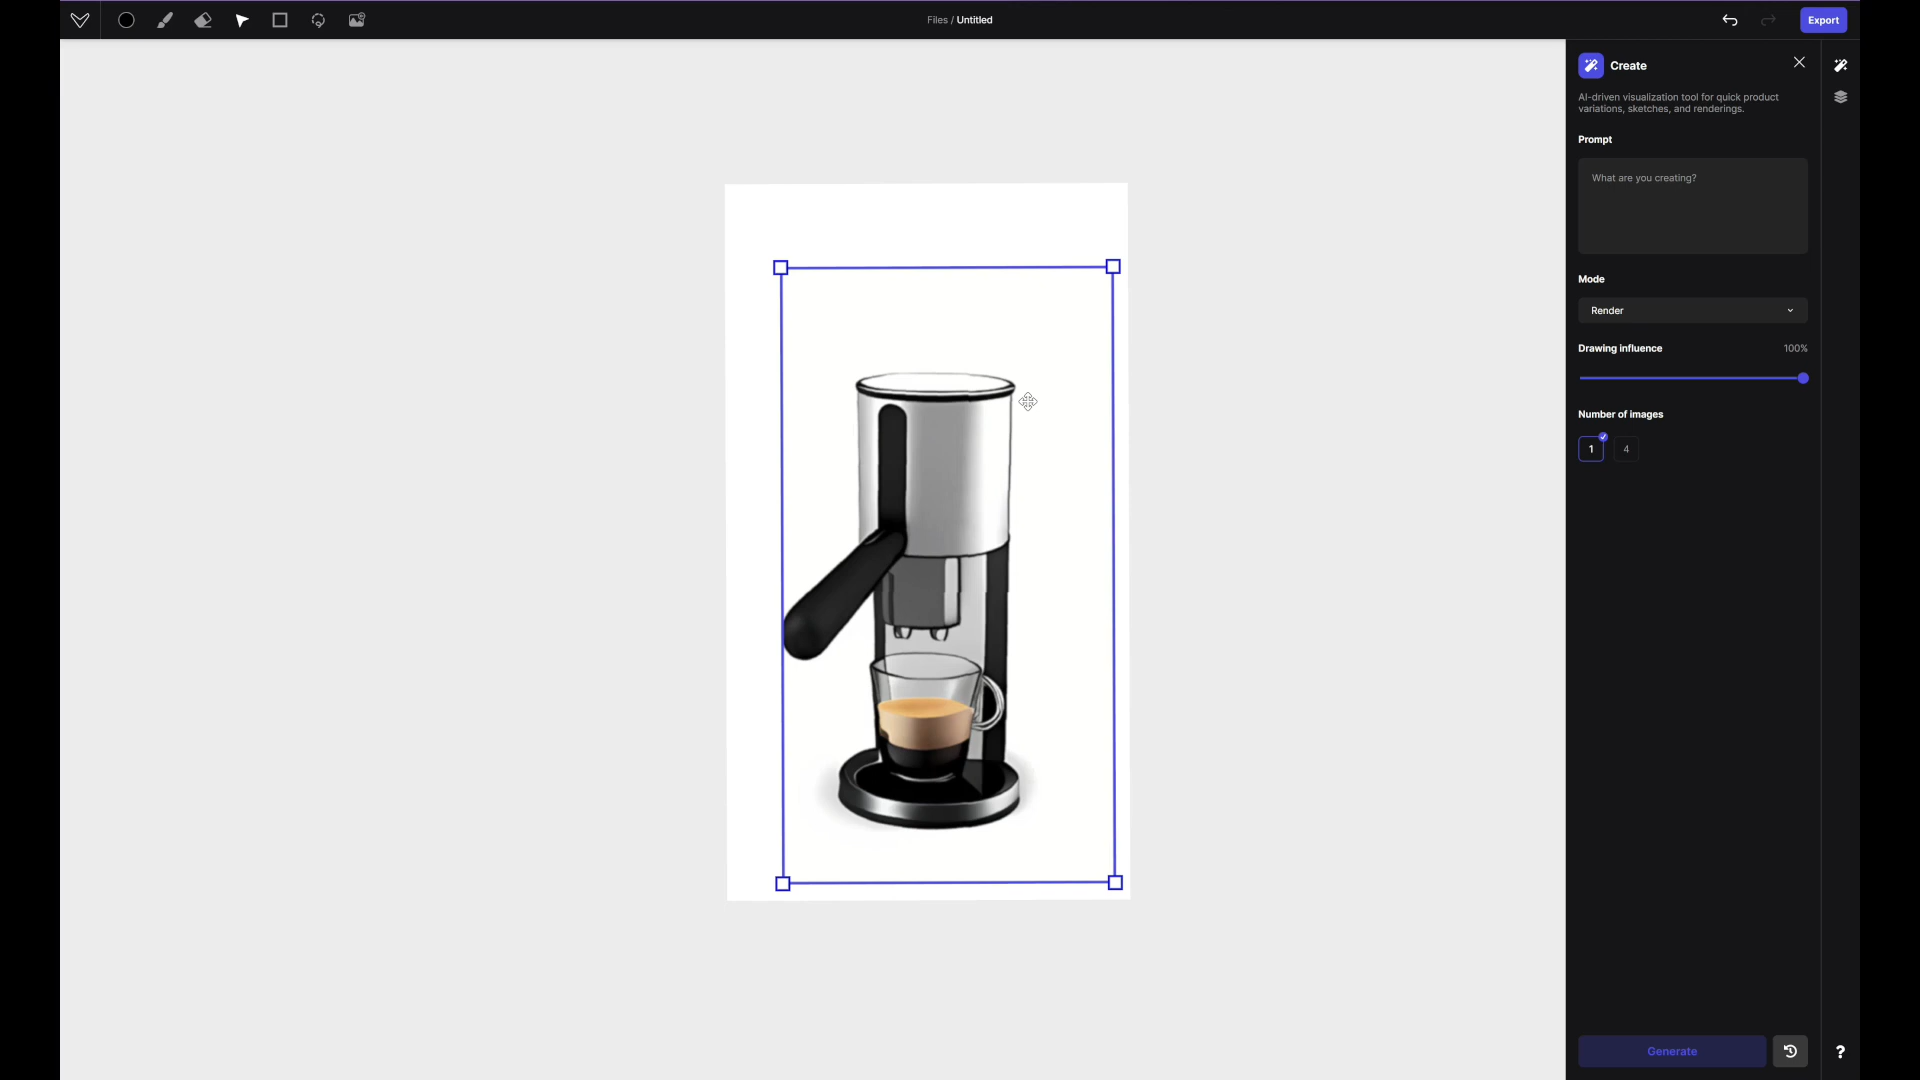 Files / Untitled
Export
Create
AI-driven visualization tool for quick product
variations, sketches, and renderings.
Prompt
What are you creating?
Mode
Render
Drawing influence 100%
Number of images
1 4
Generate
?